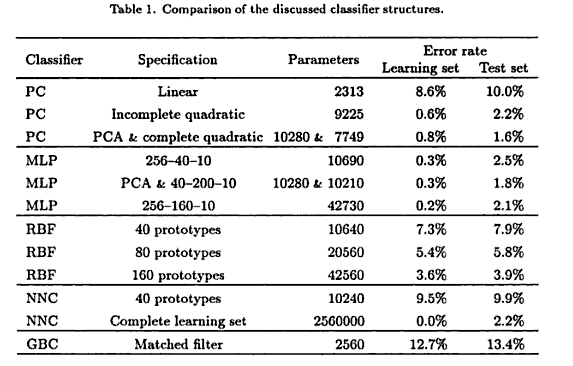 Table 1. Comparison of the discussed classifier structures.
Classifier Specification Parameters Error rate
Learning set Test set
PC Linear 2313 8.6% 10.0%
PC Incomplete quadratic 9225 0.6% 2.2%
PC PCA & complete quadratic 10280 & 7749 0.8% 1.6%
MLP 256–40–10 10690 0.3% 2.5%
MLP PCA & 40–200–10 10280 & 10210 0.3% 1.8%
MLP 256–160–10 42730 0.2% 2.1%
RBF 40 prototypes 10640 7.3% 7.9%
RBF 80 prototypes 20560 5.4% 5.8%
RBF 160 prototypes 42560 3.6% 3.9%
NNC 40 prototypes 10240 9.5% 9.9%
NNC Complete learning set 2560000 0.0% 2.2%
GBC Matched filter 2560 12.7% 13.4%